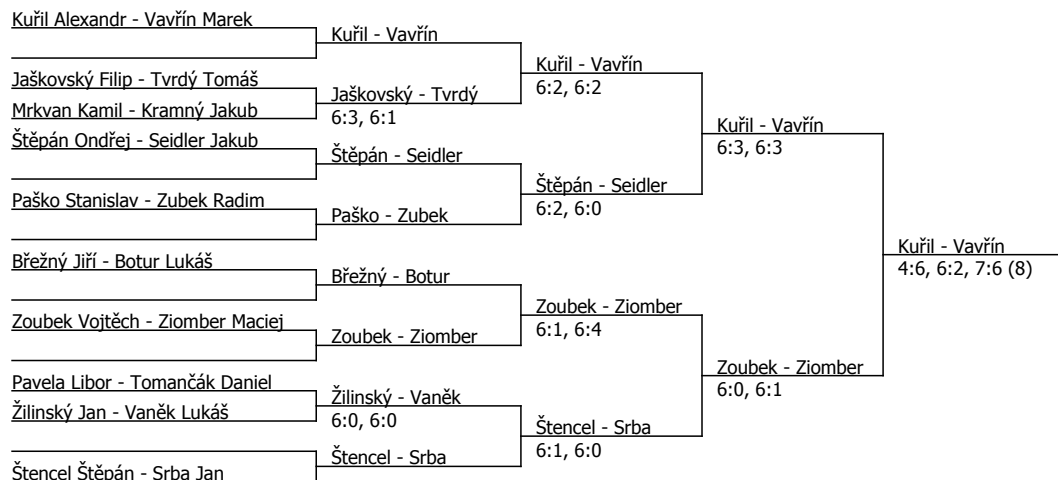 Kuřil Alexandr - Vavřín Marek
Jaškovský Filip - Tvrdý Tomáš
Mrkvan Kamil - Kramný Jakub
Štěpán Ondřej - Seidler Jakub
Paško Stanislav - Zubek Radim
Břežný Jiří - Botur Lukáš
Zoubek Vojtěch - Ziomber Maciej
Pavela Libor - Tomančák Daniel
Žilinský Jan - Vaněk Lukáš
Štencel Štěpán - Srba Jan
Kuřil - Vavřín
Jaškovský - Tvrdý
6:3, 6:1
Štěpán - Seidler
Paško - Zubek
Břežný - Botur
Zoubek - Ziomber
Žilinský - Vaněk
6:0, 6:0
Štencel - Srba
Kuřil - Vavřín
6:2, 6:2
Štěpán - Seidler
6:2, 6:0
Zoubek - Ziomber
6:1, 6:4
Štencel - Srba
6:1, 6:0
Kuřil - Vavřín
6:3, 6:3
Zoubek - Ziomber
6:0, 6:1
Kuřil - Vavřín
4:6, 6:2, 7:6 (8)